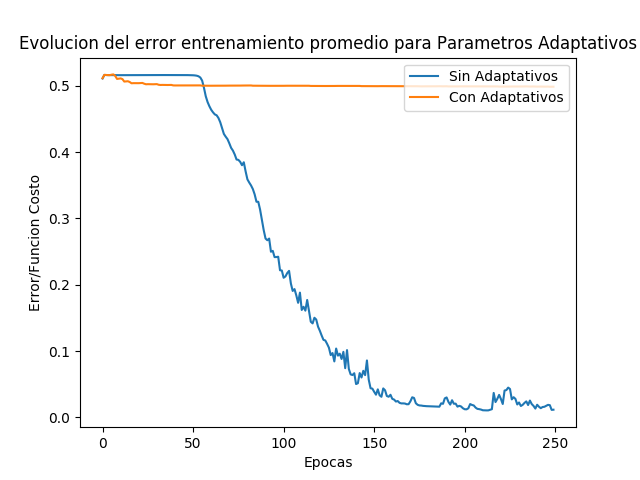 Evolucion del error entrenamiento promedio para Parametros Adaptativos
Sin Adaptativos
Con Adaptativos
Error/Funcion Costo
0.5
0.4
0.3
0.2
0.1
0.0
0
50
100
150
200
250
Epocas